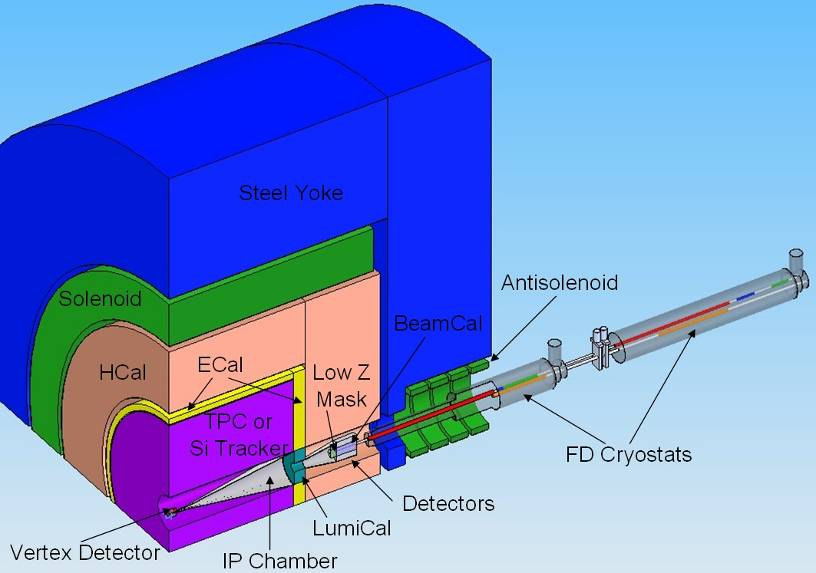 Steel Yoke
Antisolenoid
Solenoid
BeamCal
HCal
ECal
Low Z
Mask
TPC or
Si Tracker
FD Cryostats
Detectors
LumiCal
Vertex Detector
IP Chamber